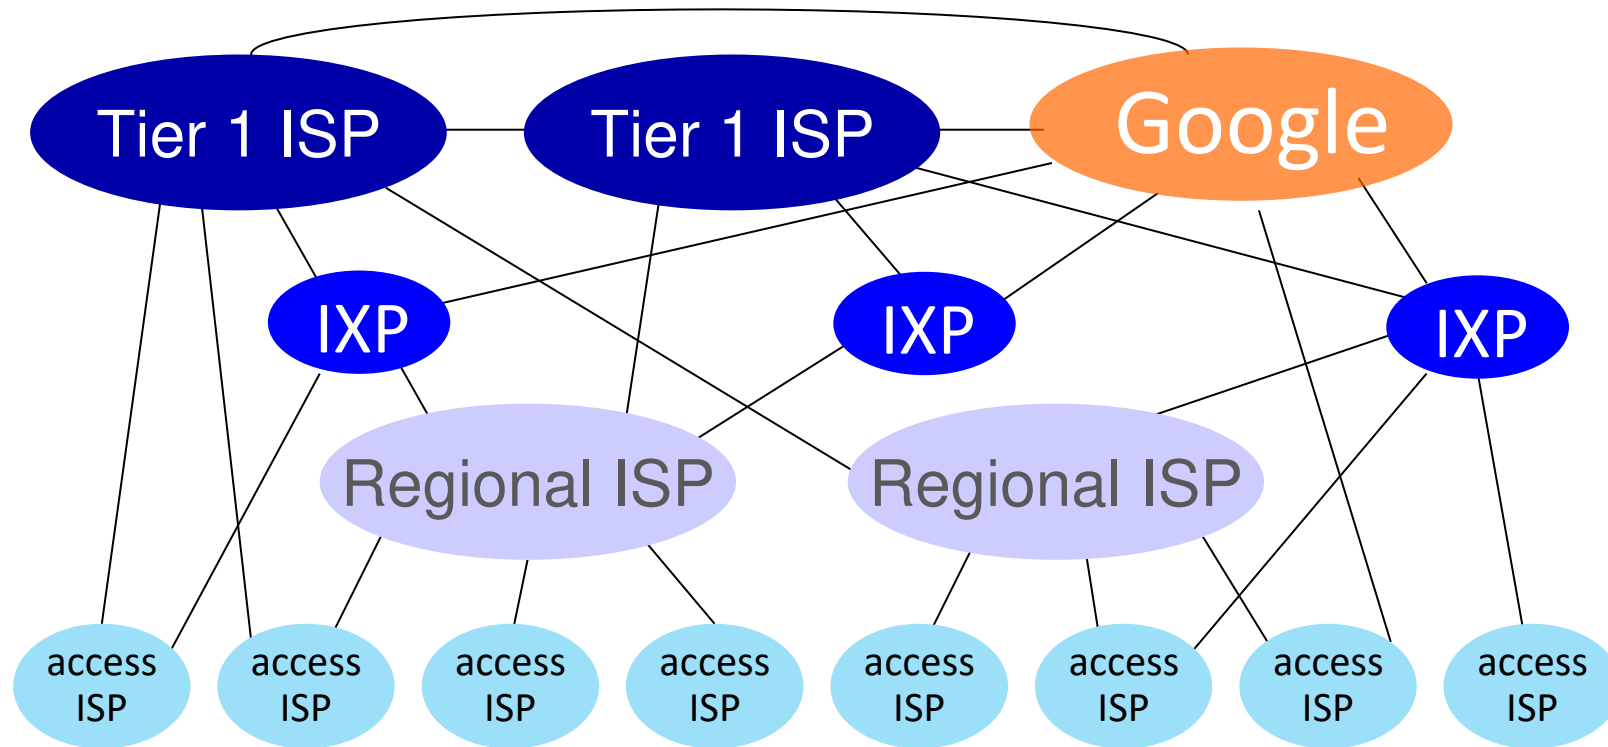 Tier 1 ISP
Tier 1 ISP
Google
IXP
IXP
IXP
Regional ISP
Regional ISP
access
ISP
access
ISP
access
ISP
access
ISP
access
ISP
access
ISP
access
ISP
access
ISP